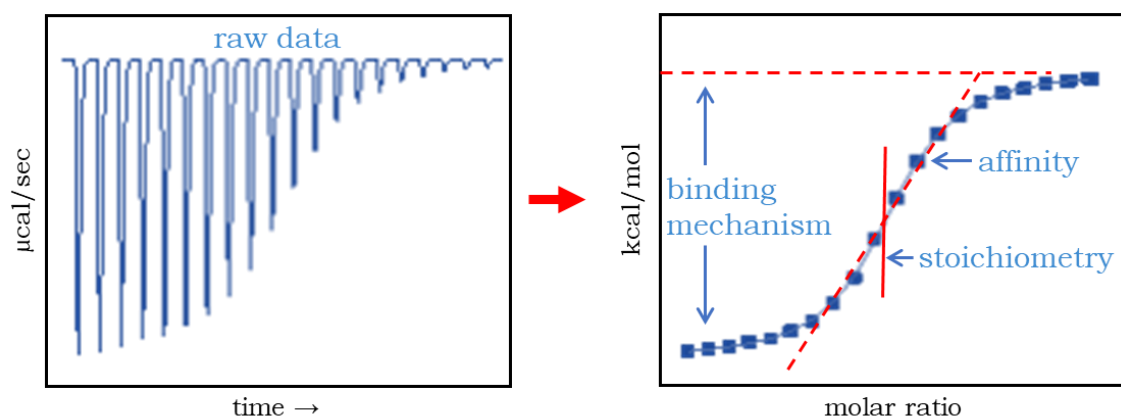 raw data
μcal/sec
time →
kcal/mol
binding
mechanism
affinity
stoichiometry
molar ratio